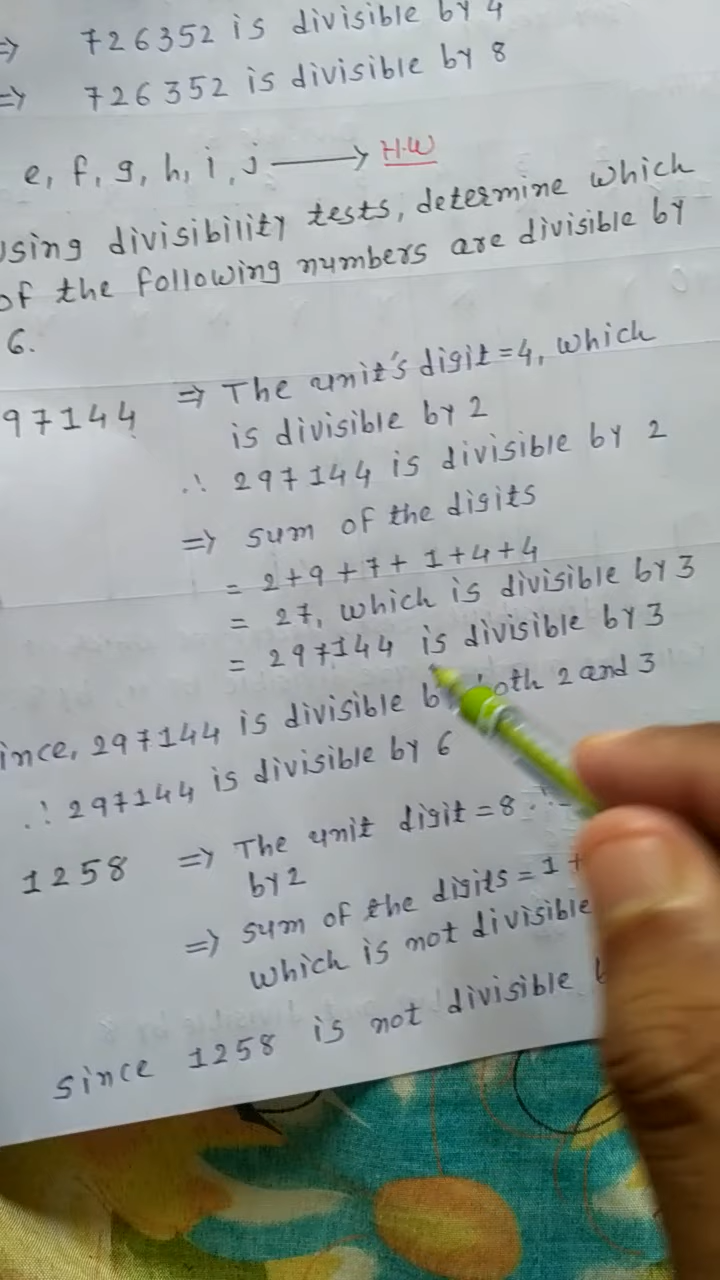 => 726352 is divisible by 4
=> 726352 is divisible by 8
e, f, g, h, i, j ⟶ H.W
using divisibility tests, determine which
of the following numbers are divisible by
6.
97144 => The unit's digit = 4, which
is divisible by 2
∴ 297144 is divisible by 2
=> sum of the digits
= 2+9+7+1+4+4
= 27, which is divisible by 3
= 297144 is divisible by 3
ince, 297144 is divisible both 2 and 3
∴ 297144 is divisible by 6
1258 => The unit digit = 8 ∴
by 2
=> sum of the digits = 1 +
which is not divisible
since 1258 is not divisible